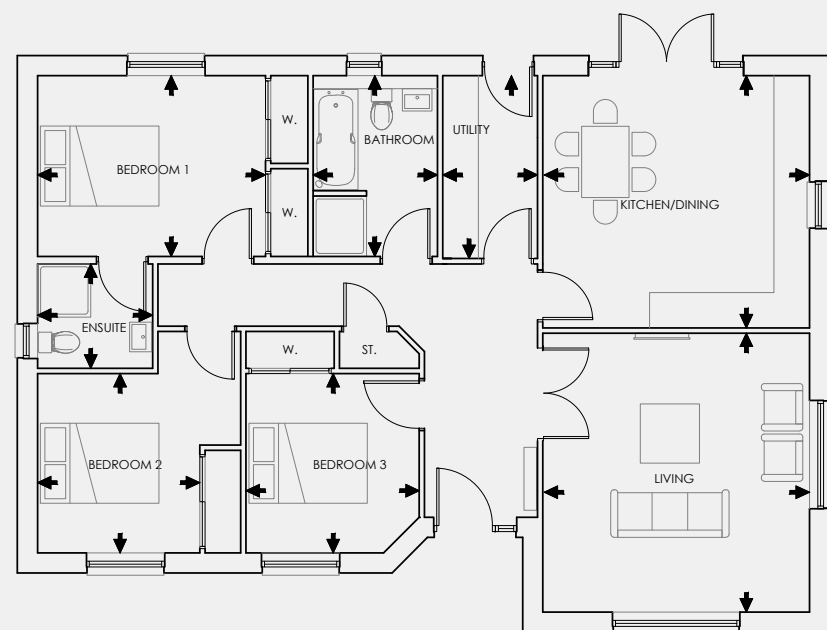 W.
BATHROOM
UTILITY
BEDROOM 1
W.
KITCHEN/DINING
ENSUITE
W.
ST.
BEDROOM 2
BEDROOM 3
LIVING